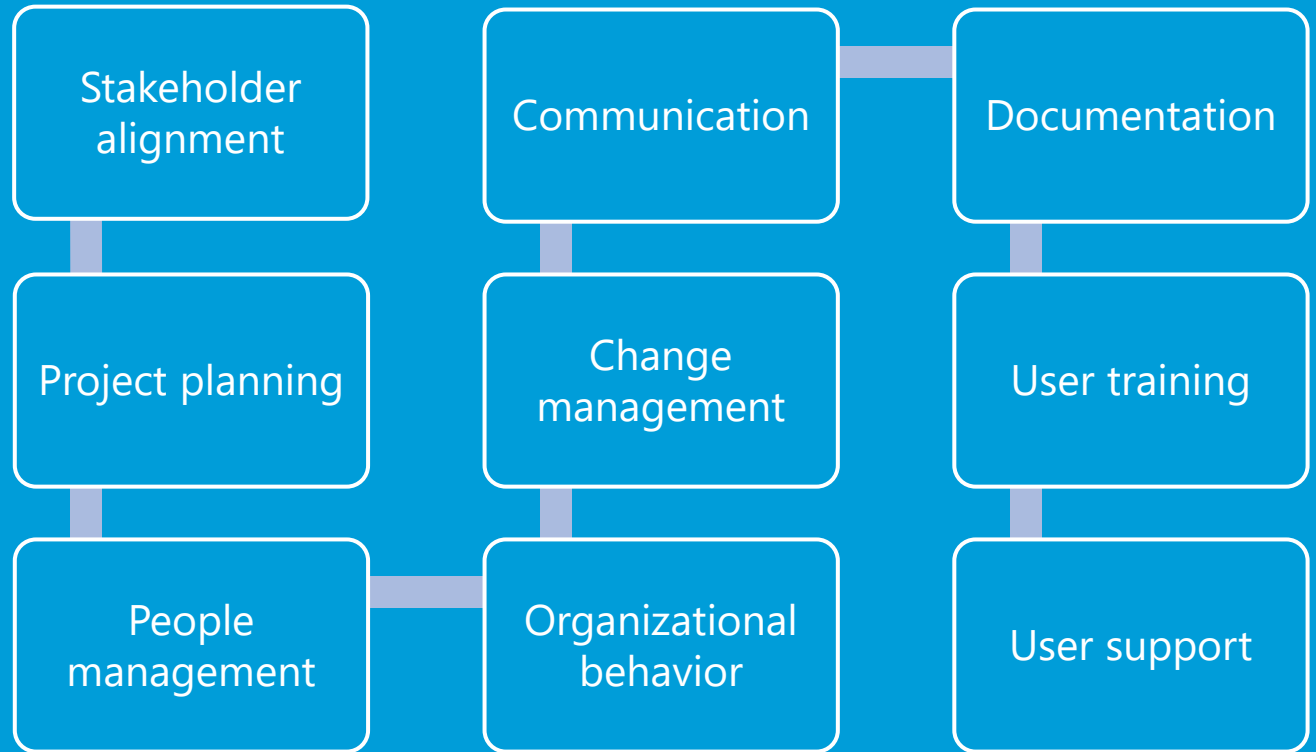 Stakeholder
alignment
Project planning
People
management
Organizational
behavior
Change
management
Communication
Documentation
User training
User support